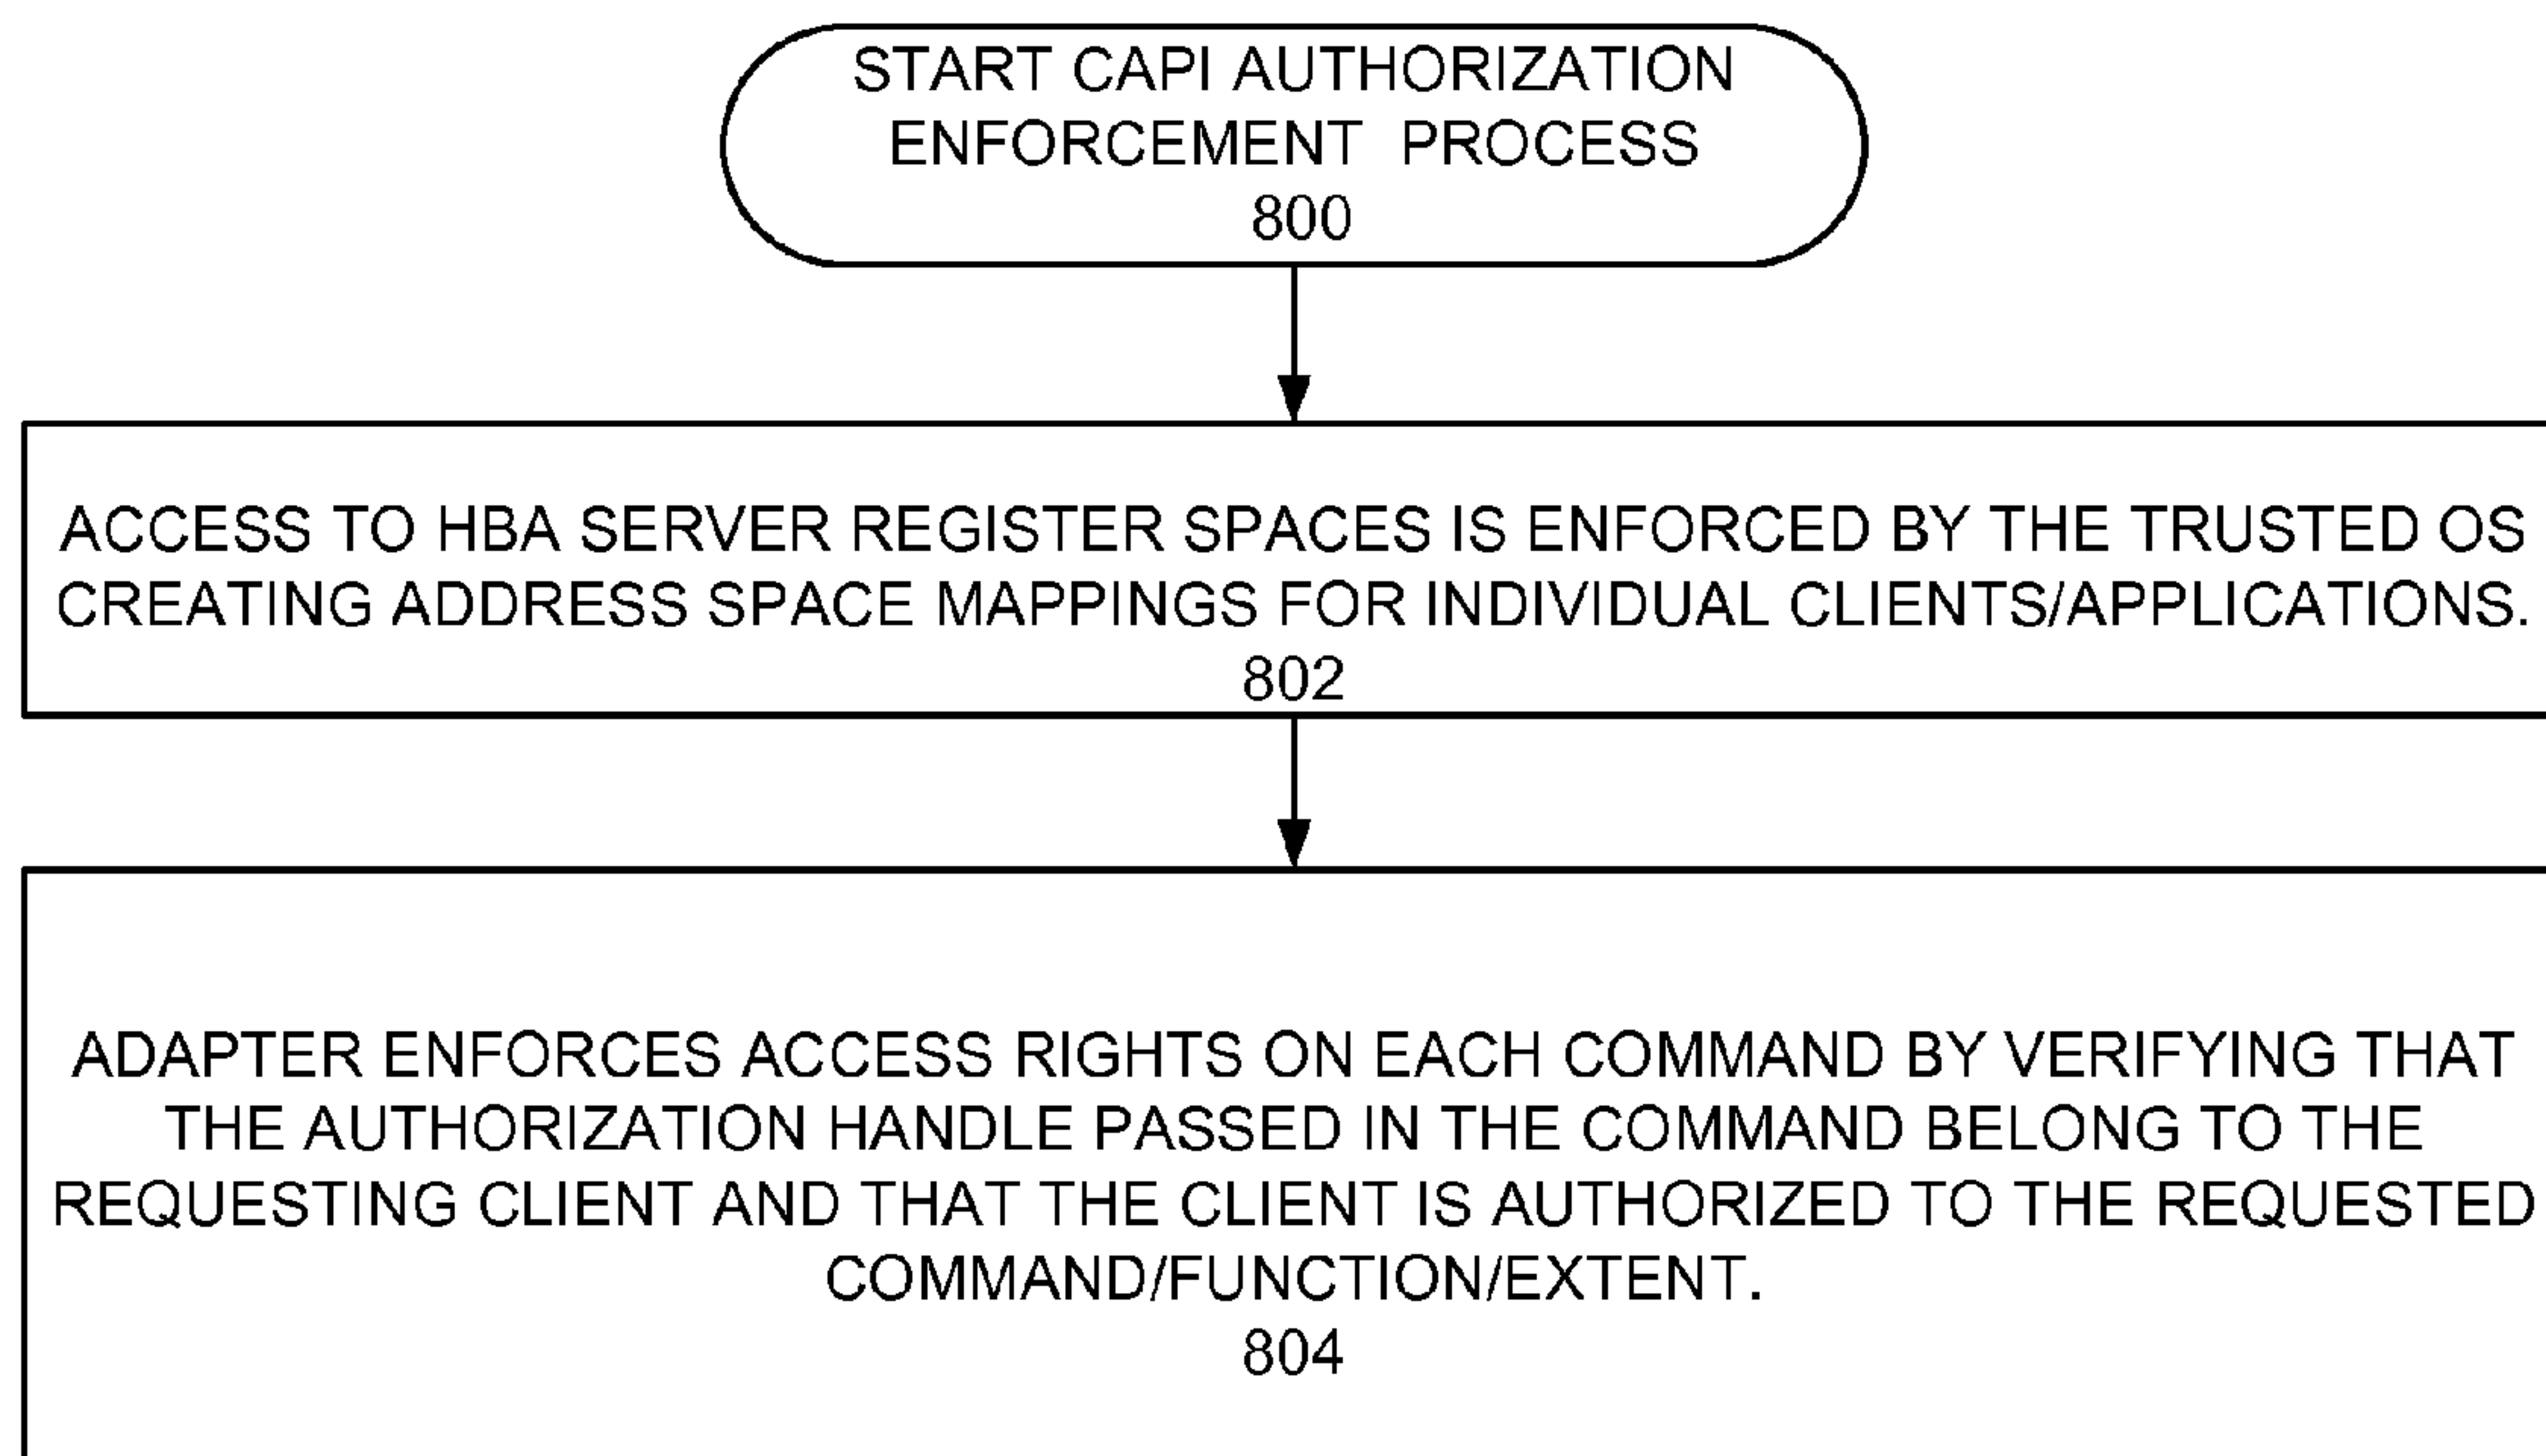 START CAPI AUTHORIZATION
ENFORCEMENT PROCESS
800
ACCESS TO HBA SERVER REGISTER SPACES IS ENFORCED BY THE TRUSTED OS
CREATING ADDRESS SPACE MAPPINGS FOR INDIVIDUAL CLIENTS/APPLICATIONS.
802
ADAPTER ENFORCES ACCESS RIGHTS ON EACH COMMAND BY VERIFYING THAT
THE AUTHORIZATION HANDLE PASSED IN THE COMMAND BELONG TO THE
REQUESTING CLIENT AND THAT THE CLIENT IS AUTHORIZED TO THE REQUESTED
COMMAND/FUNCTION/EXTENT.
804